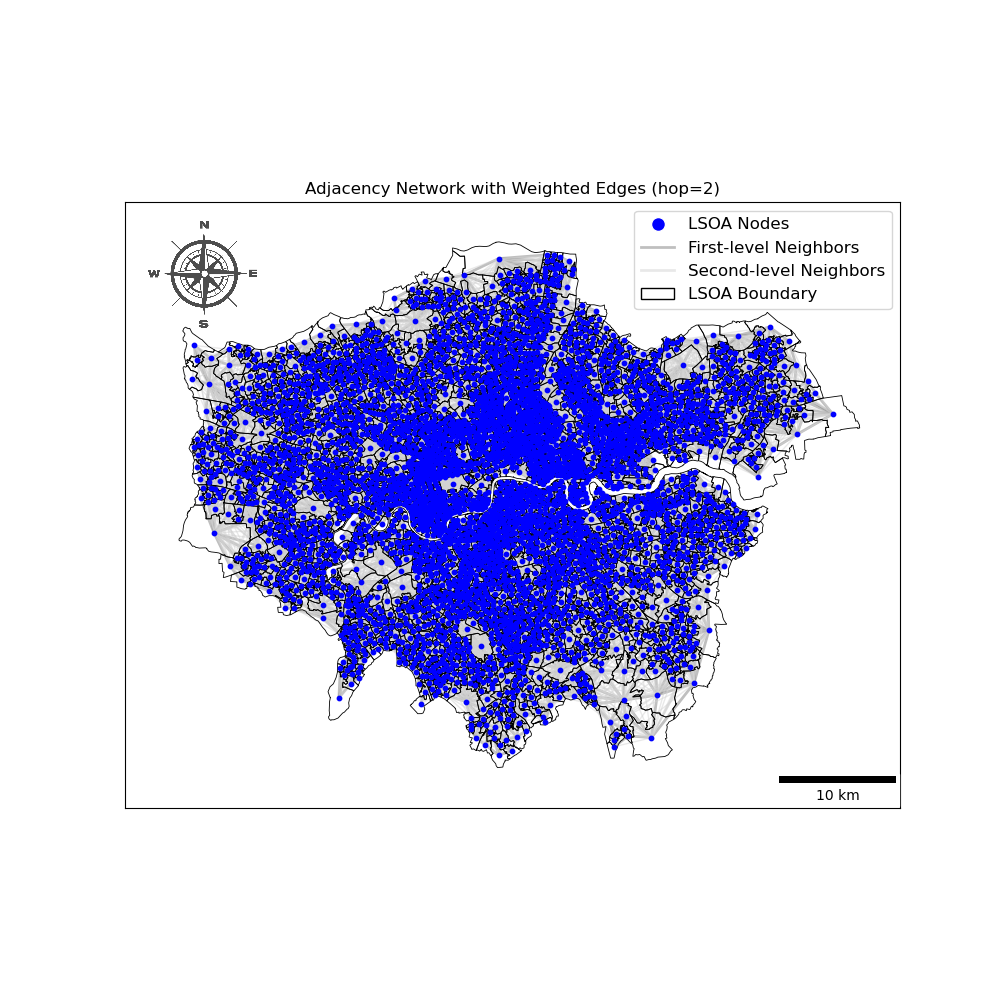 Adjacency Network with Weighted Edges (hop=2)
N
W E
S
LSOA Nodes
First-level Neighbors
Second-level Neighbors
LSOA Boundary
10 km